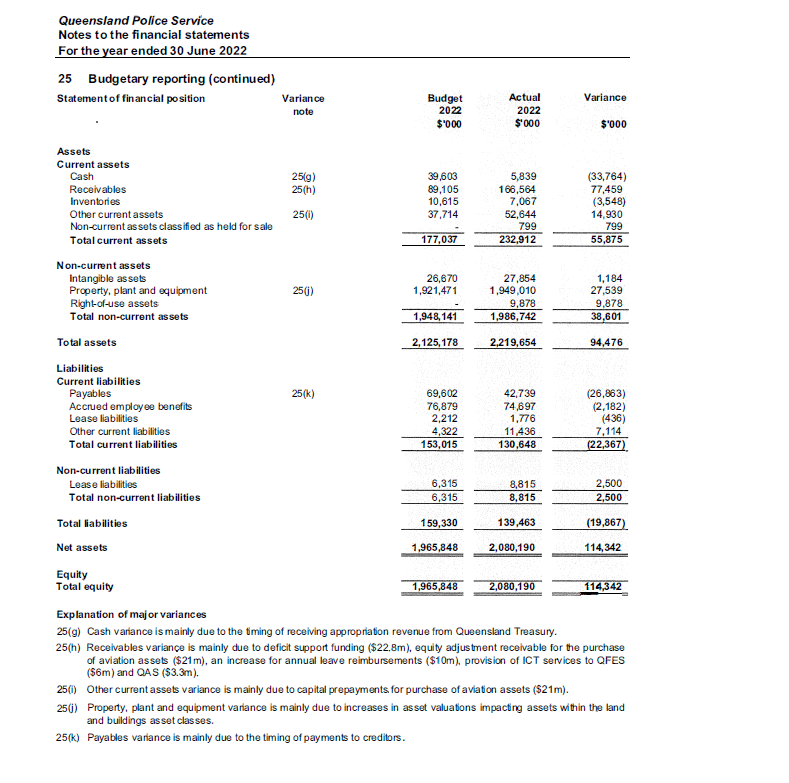 Queensland Police Service
Notes to the financial statements
For the year ended 30 June 2022
25 Budgetary reporting (continued)
Statement of financial position Variance Budget Actual Variance
note 2022 2022
$'000 $'000 $'000
Assets
Current assets
Cash 25(g) 39,603 5,839 (33,764)
Receivables 25(h) 89,105 166,564 77,459
Inventories 10,615 7,067 (3,548)
Other current assets 25(i) 37,714 52,644 14,930
Non-current assets classified as held for sale - 799 799
Total current assets 177,037 232,912 55,875
Non-current assets
Intangible assets 26,670 27,854 1,184
Property, plant and equipment 25(j) 1,921,471 1,949,010 27,539
Right-of-use assets - 9,878 9,878
Total non-current assets 1,948,141 1,986,742 38,601
Total assets 2,125,178 2,219,654 94,476
Liabilities
Current liabilities
Payables 25(k) 69,602 42,739 (26,863)
Accrued employee benefits 76,879 74,697 (2,182)
Lease liabilities 2,212 1,776 (436)
Other current liabilities 4,322 11,436 7,114
Total current liabilities 153,015 130,648 (22,367)
Non-current liabilities
Lease liabilities 6,315 8,815 2,500
Total non-current liabilities 6,315 8,815 2,500
Total liabilities 159,330 139,463 (19,867)
Net assets 1,965,848 2,080,190 114,342
Equity
Total equity 1,965,848 2,080,190 114,342
Explanation of major variances
25(g) Cash variance is mainly due to the timing of receiving appropriation revenue from Queensland Treasury.
25(h) Receivables variance is mainly due to deficit support funding ($22.8m), equity adjustment receivable for the purchase
of aviation assets ($21m), an increase for annual leave reimbursements ($10m), provision of ICT services to QFES
($6m) and QAS ($3.3m).
25(i) Other current assets variance is mainly due to capital prepayments for purchase of aviation assets ($21m).
25(j) Property, plant and equipment variance is mainly due to increases in asset valuations impacting assets within the land
and buildings asset classes.
25(k) Payables variance is mainly due to the timing of payments to creditors.